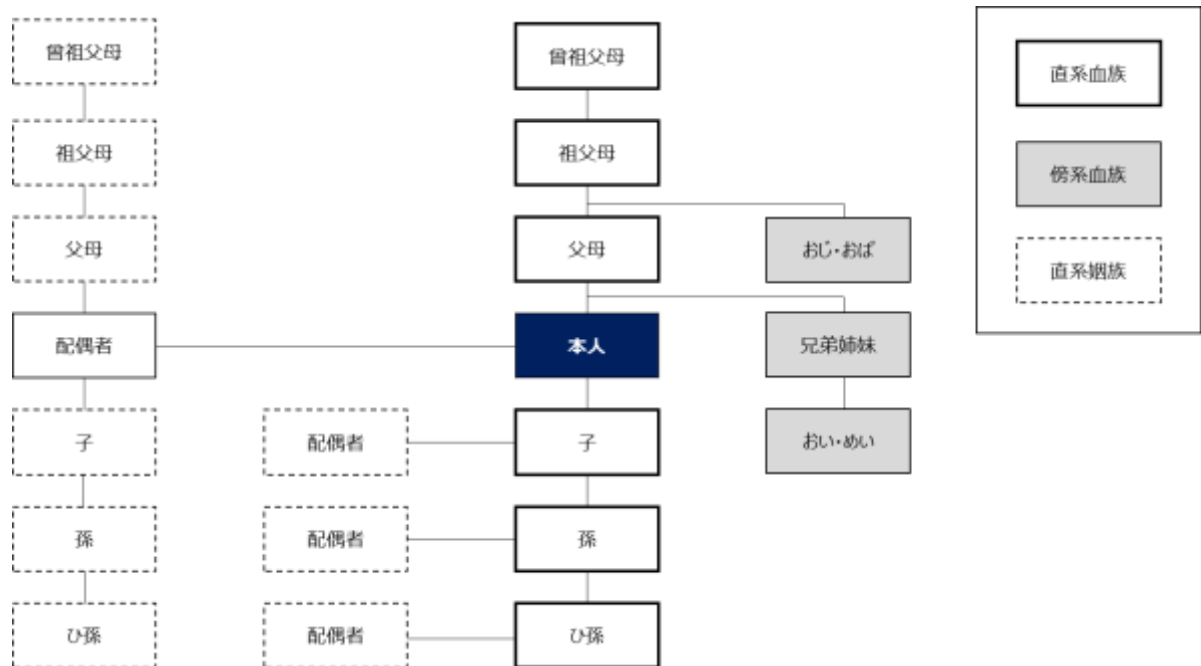 曾祖父母
曾祖父母
直系血族
祖父母
祖父母
傍系血族
父母
父母
おじ・おば
直系姻族
配偶者
本人
兄弟姉妹
子
配偶者
子
おい・めい
孫
配偶者
孫
ひ孫
配偶者
ひ孫